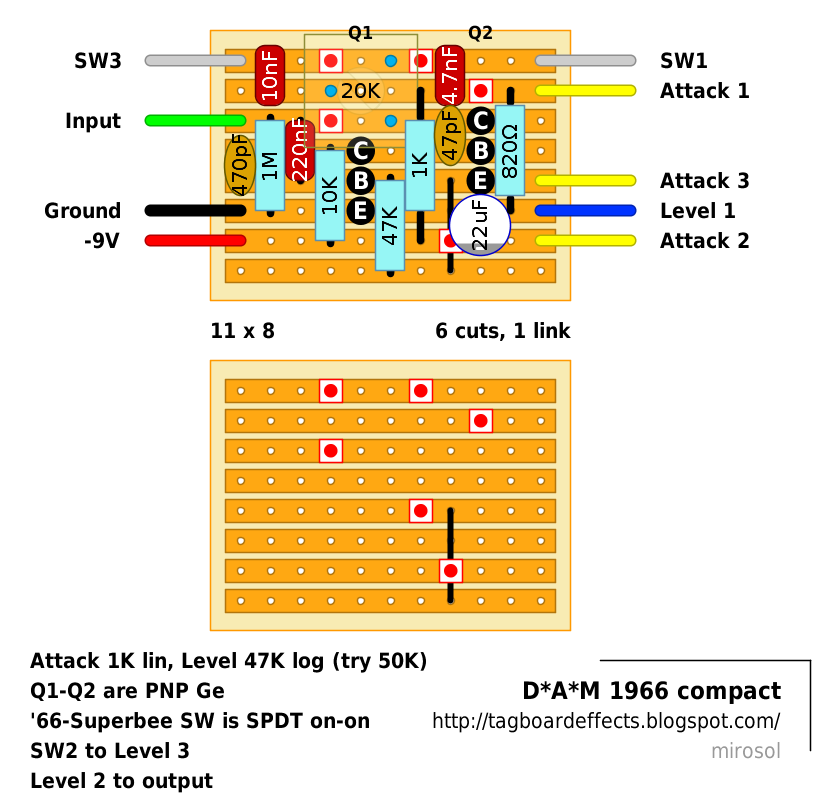 Q1 Q2
SW3 SW1
10nF 4.7nF
20K Attack 1
Input C
470pF 1M 220nF 10K C B E 47K 1K 47pF B E 820Ω
Attack 3
Ground 22uF Level 1
-9V Attack 2
11 x 8 6 cuts, 1 link
Attack 1K lin, Level 47K log (try 50K)
Q1-Q2 are PNP Ge D*A*M 1966 compact
'66-Superbee SW is SPDT on-on http://tagboardeffects.blogspot.com/
SW2 to Level 3 mirosol
Level 2 to output